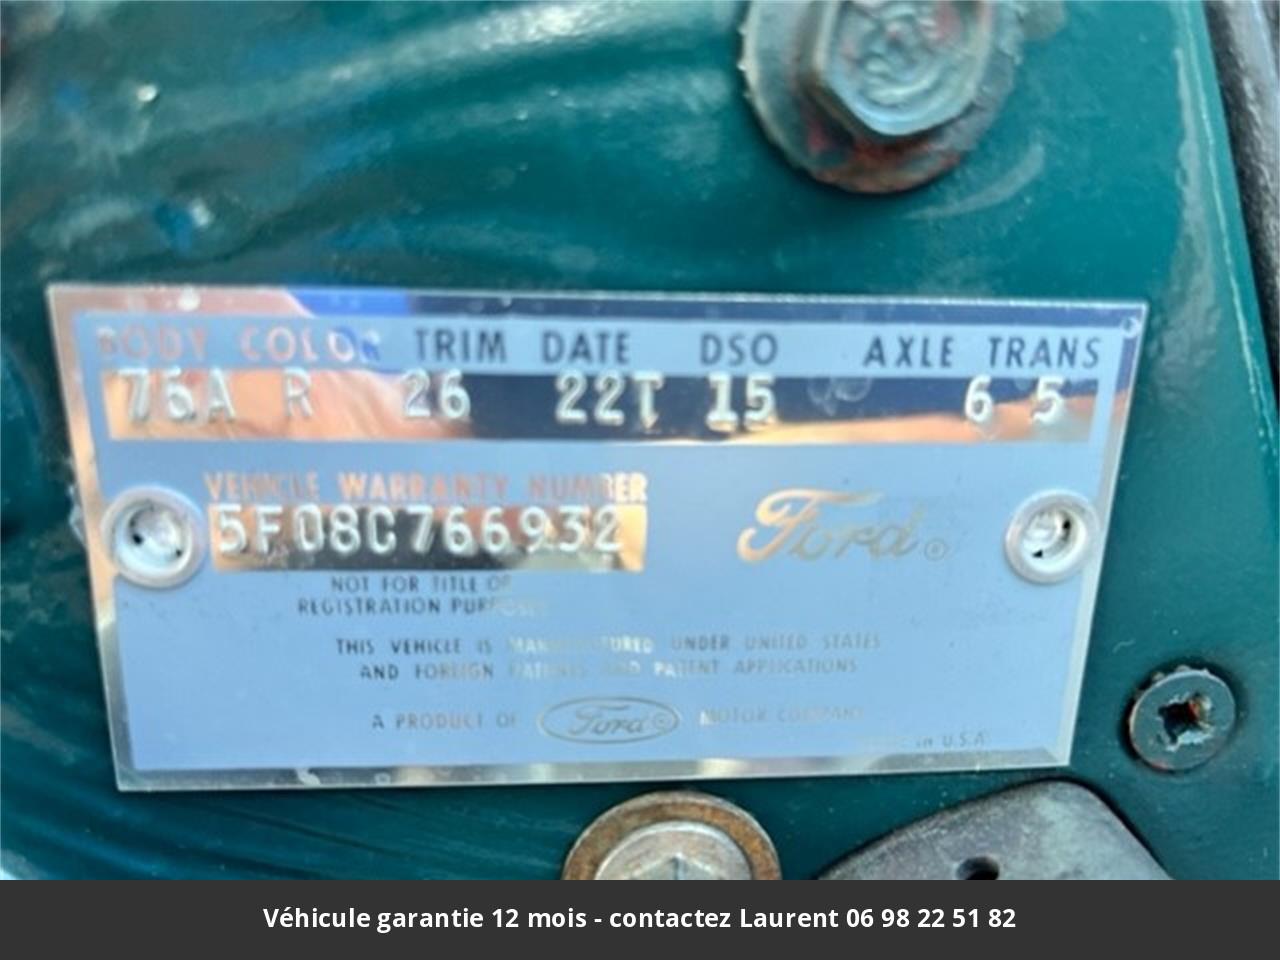 BODY COLOR TRIM DATE DSO AXLE TRANS
76A R 26 22T 15 6 5
VEHICLE WARRANTY NUMBER
5F08C766932
Ford ®
NOT FOR TITLE OR
REGISTRATION PURPOSES
THIS VEHICLE IS MANUFACTURED UNDER UNITED STATES
AND FOREIGN PATENTS AND PATENT APPLICATIONS
A PRODUCT OF Ford MOTOR COMPANY
IN U.S.A.
Véhicule garantie 12 mois - contactez Laurent 06 98 22 51 82